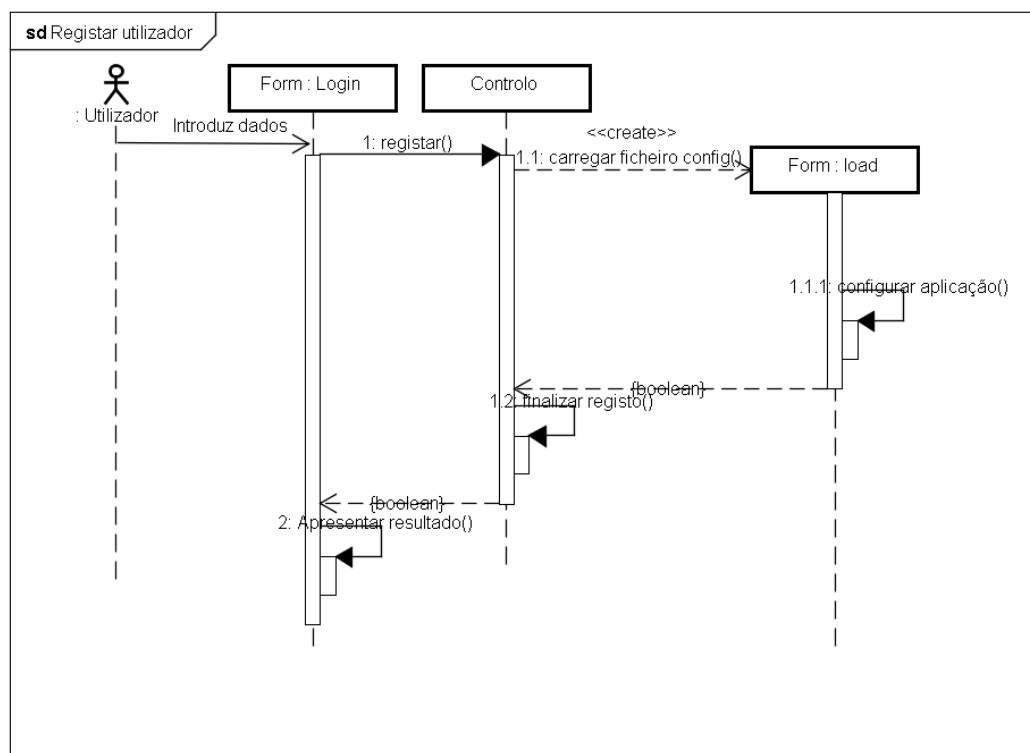 sd Registar utilizador
Form : Login
Controlo
: Utilizador
Introduz dados
<<create>>
1: registar()
1.1: carregar ficheiro config()
Form : load
1.1.1: configurar aplicação()
{boolean}
1.2: finalizar registo()
{boolean}
2: Apresentar resultado()